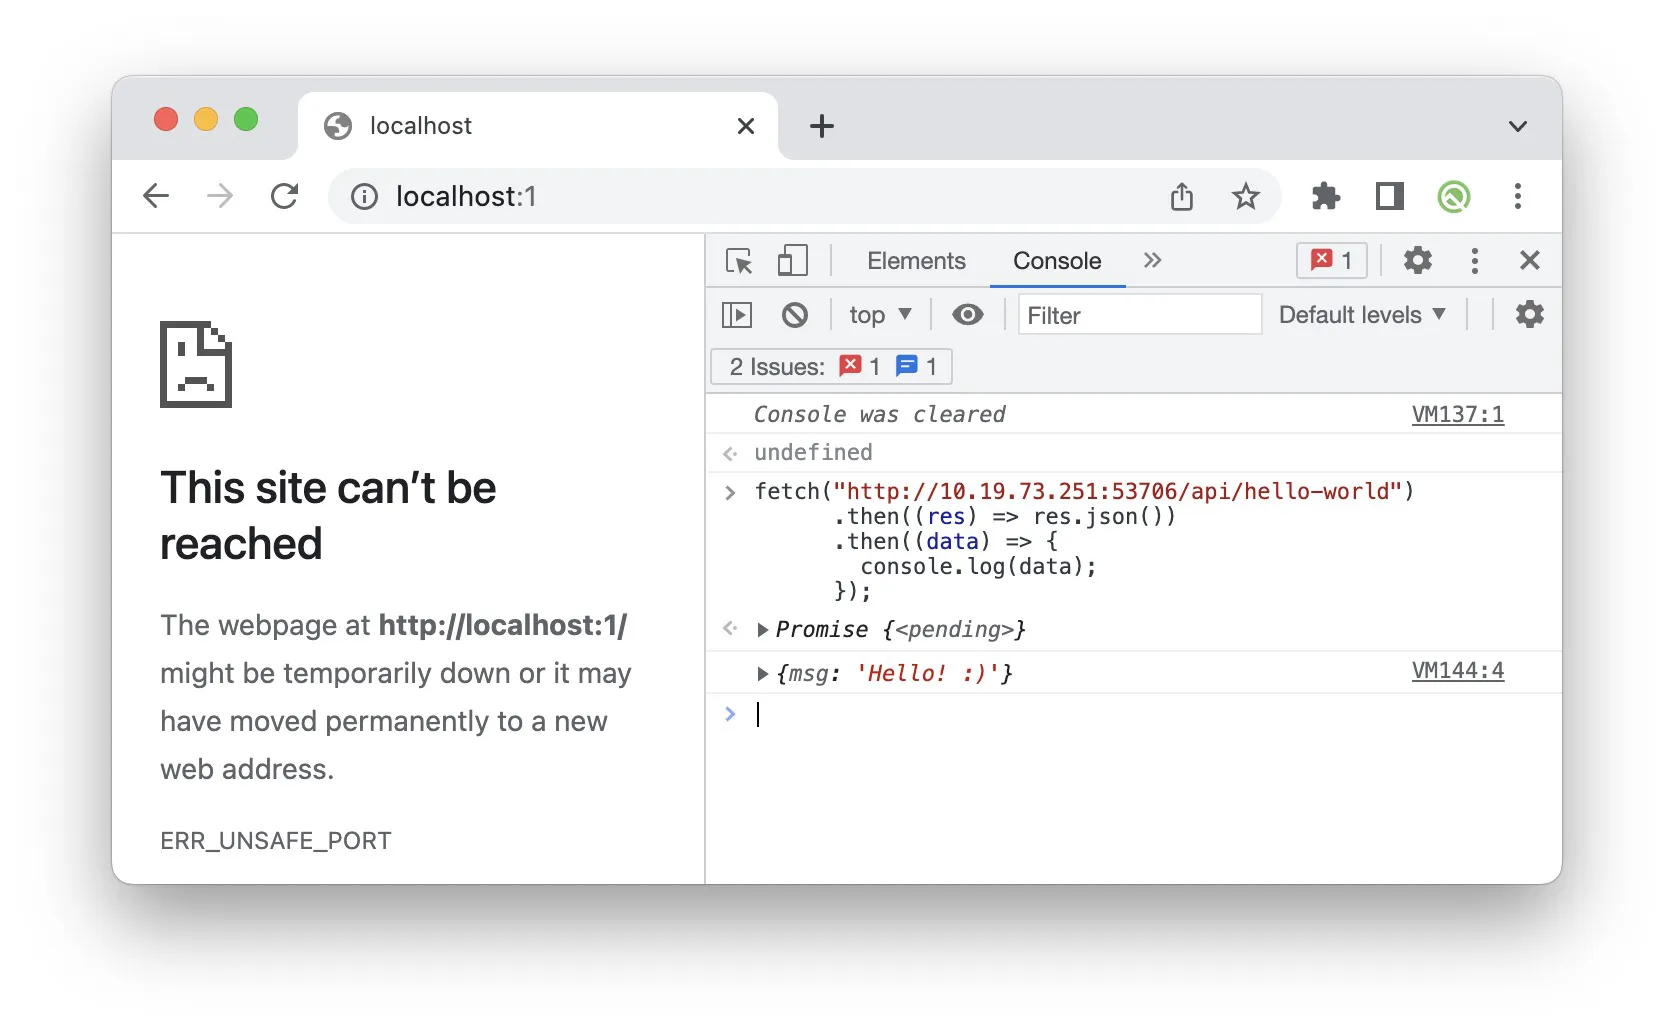 localhost
localhost:1
Elements
Console
1
top
Filter
Default levels
2 Issues:
1
1
Console was cleared
VM137:1
undefined
fetch("http://10.19.73.251:53706/api/hello-world")
.then((res) => res.json())
.then((data) => {
console.log(data);
});
Promise {<pending>}
{msg: 'Hello! :)'}
VM144:4
This site can’t be
reached
The webpage at http://localhost:1/
might be temporarily down or it may
have moved permanently to a new
web address.
ERR_UNSAFE_PORT